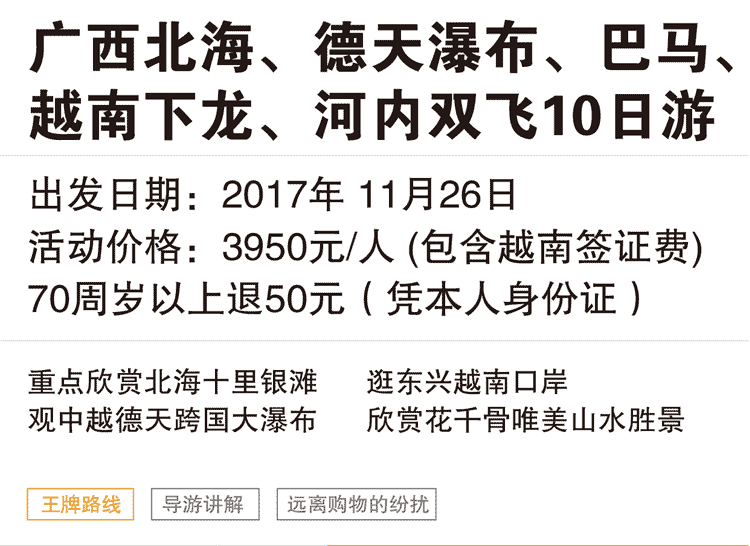 广西北海、德天瀑布、巴马、
越南下龙、河内双飞10日游
出发日期：2017年 11月26日
活动价格：3950元/人 (包含越南签证费)
70周岁以上退50元（凭本人身份证）
重点欣赏北海十里银滩 逛东兴越南口岸
观中越德天跨国大瀑布 欣赏花千骨唯美山水胜景
王牌路线 导游讲解 远离购物的纷扰